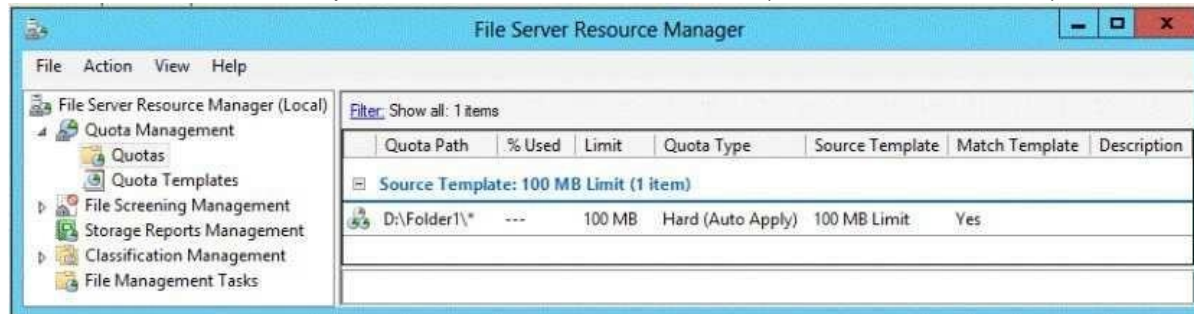 File Server Resource Manager
File Action View Help
File Server Resource Manager (Local)
Quota Management
Quotas
Quota Templates
File Screening Management
Storage Reports Management
Classification Management
File Management Tasks
Filter: Show all: 1 items
Quota Path % Used Limit Quota Type Source Template Match Template Description
Source Template: 100 MB Limit (1 item)
D:\Folder1\* --- 100 MB Hard (Auto Apply) 100 MB Limit Yes